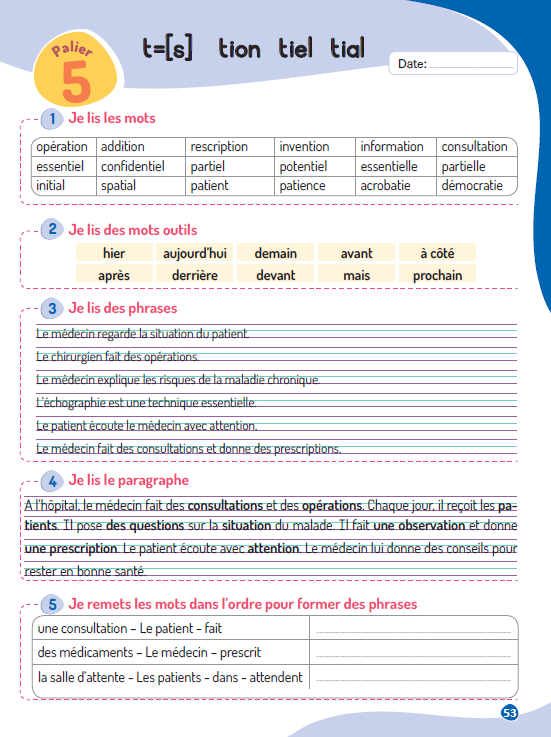 Palier
5
t=[s] tion tiel tial
Date:
1 Je lis les mots
opération addition rescription invention information consultation
essentiel confidentiel partiel potentiel essentielle partielle
initial spatial patient patience acrobatie démocratie
2 Je lis des mots outils
hier aujourd'hui demain avant à côté
après derrière devant mais prochain
3 Je lis des phrases
Le médecin regarde la situation du patient.
Le chirurgien fait des opérations.
Le médecin explique les risques de la maladie chronique.
L'échographie est une technique essentielle.
Le patient écoute le médecin avec attention.
Le médecin fait des consultations et donne des prescriptions.
4 Je lis le paragraphe
A l'hôpital, le médecin fait des consultations et des opérations. Chaque jour, il reçoit les pa-
tients. Il pose des questions sur la situation du malade. Il fait une observation et donne
une prescription. Le patient écoute avec attention. Le médecin lui donne des conseils pour
rester en bonne santé.
5 Je remets les mots dans l'ordre pour former des phrases
une consultation – Le patient - fait
des médicaments – Le médecin – prescrit
la salle d'attente - Les patients - dans - attendent
53